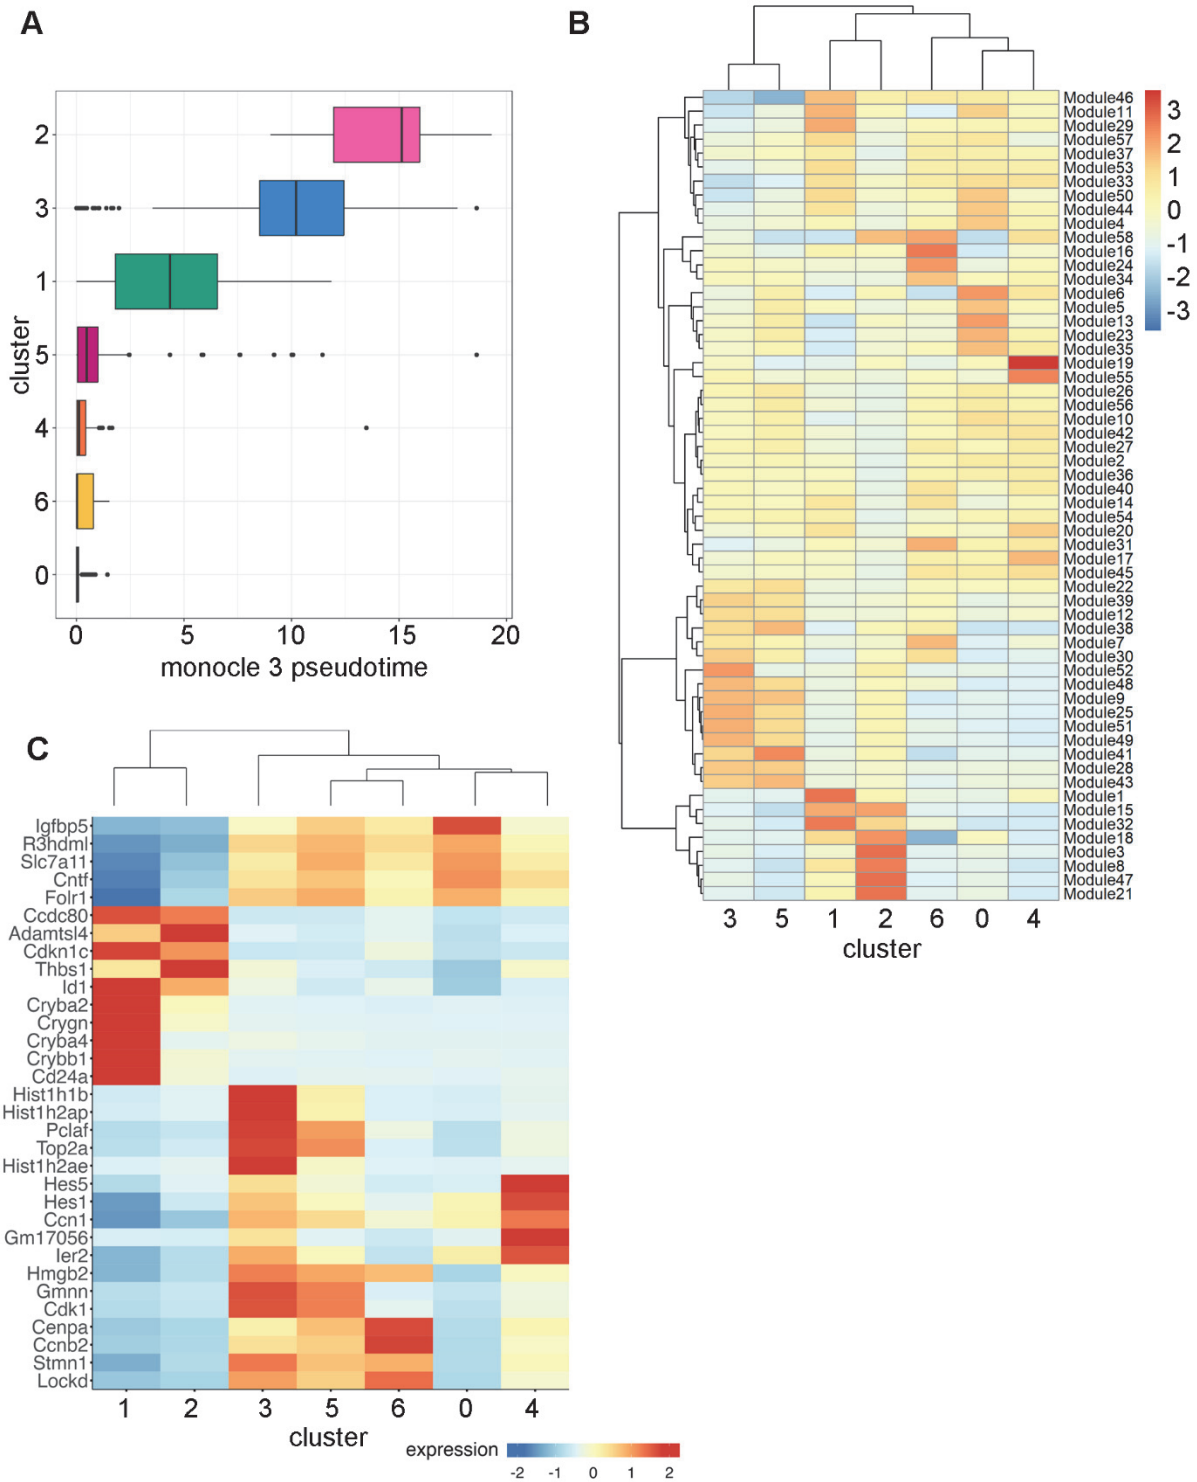 A
cluster
2
3
1
5
4
6
0
0
5
10
15
20
monocle 3 pseudotime
B
Module46
Module11
Module29
Module57
Module37
Module53
Module33
Module50
Module44
Module4
Module58
Module16
Module24
Module34
Module6
Module5
Module13
Module23
Module35
Module19
Module55
Module26
Module56
Module10
Module42
Module27
Module2
Module36
Module40
Module14
Module54
Module20
Module31
Module17
Module45
Module22
Module39
Module12
Module38
Module7
Module30
Module52
Module48
Module9
Module25
Module51
Module49
Module41
Module28
Module43
Module1
Module15
Module32
Module18
Module3
Module8
Module47
Module21
3
2
1
0
-1
-2
-3
3 5 1 2 6 0 4
cluster
C
Igfbp5
R3hdml
Slc7a11
Cntf
Folr1
Ccdc80
Adamtsl4
Cdkn1c
Thbs1
Id1
Cryba2
Crygn
Cryba4
Crybb1
Cd24a
Hist1h1b
Hist1h2ap
Pclaf
Top2a
Hist1h2ae
Hes5
Hes1
Ccn1
Gm17056
Ier2
Hmgb2
Gmnn
Cdk1
Cenpa
Ccnb2
Stmn1
Lockd
1 2 3 5 6 0 4
cluster
expression
-2 -1 0 1 2